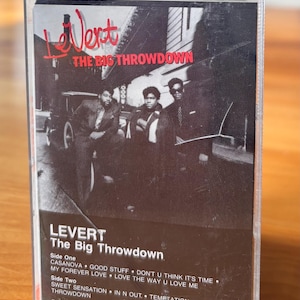 LeVert
THE BIG THROWDOWN
LEVERT
The Big Throwdown
Side One
CASANOVA • GOOD STUFF • DON'T U THINK IT'S TIME •
MY FOREVER LOVE • LOVE THE WAY U LOVE ME
Side Two
SWEET SENSATION • IN N OUT •
THROWDOWN